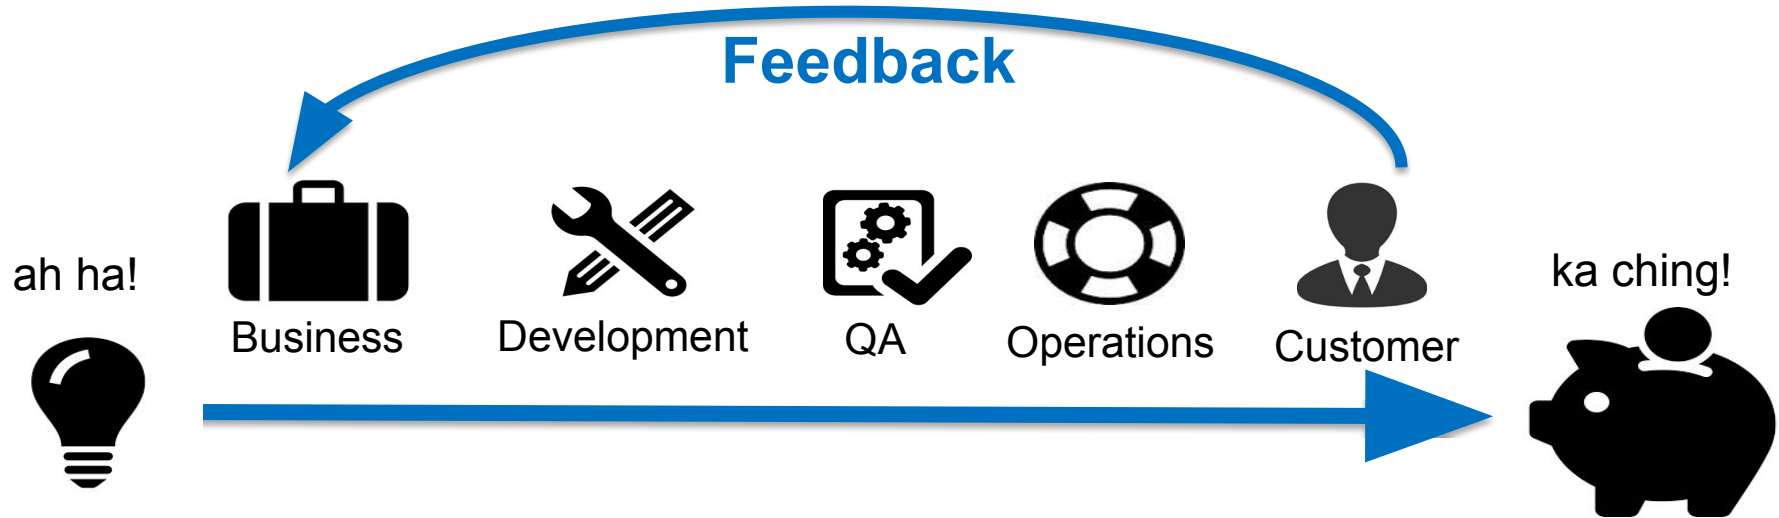 Feedback
ah ha!
ka ching!
Business
Development
QA
Operations
Customer